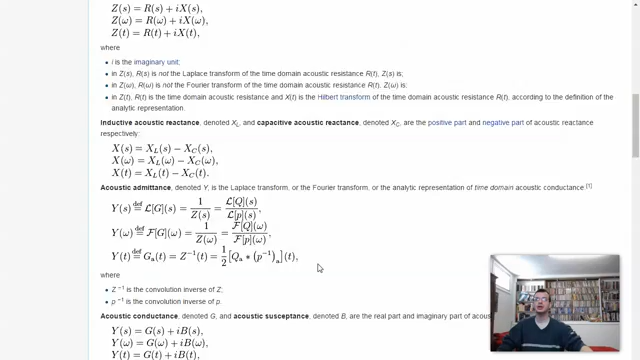 Z(s) = R(s) + iX(s),
Z(ω) = R(ω) + iX(ω),
Z(t) = R(t) + iX(t),
where
• i is the imaginary unit;
• in Z(s), R(s) is not the Laplace transform of the time domain acoustic resistance R(t), Z(s) is;
• in Z(ω), R(ω) is not the Fourier transform of the time domain acoustic resistance R(t), Z(ω) is;
• in Z(t), R(t) is the time domain acoustic resistance and X(t) is the Hilbert transform of the time domain acoustic resistance R(t), according to the definition of the
analytic representation.
Inductive acoustic reactance, denoted X_L, and capacitive acoustic reactance, denoted X_C, are the positive part and negative part of acoustic reactance
respectively:
X(s) = X_L(s) − X_C(s),
X(ω) = X_L(ω) − X_C(ω),
X(t) = X_L(t) − X_C(t).
Acoustic admittance, denoted Y, is the Laplace transform, or the Fourier transform, or the analytic representation of time domain acoustic conductance:[1]
Y(s) ≝ ℒ[G](s) = 1/Z(s) = ℒ[Q](s)/ℒ[p](s),
Y(ω) ≝ ℱ[G](ω) = 1/Z(ω) = ℱ[Q](ω)/ℱ[p](ω),
Y(t) ≝ G_a(t) = Z⁻¹(t) = 1/2 [Q_a ∗ (p⁻¹)_a](t),
where
• Z⁻¹ is the convolution inverse of Z;
• p⁻¹ is the convolution inverse of p.
Acoustic conductance, denoted G, and acoustic susceptance, denoted B, are the real part and imaginary part of acous
Y(s) = G(s) + iB(s),
Y(ω) = G(ω) + iB(ω),
Y(t) = G(t) + iB(t),